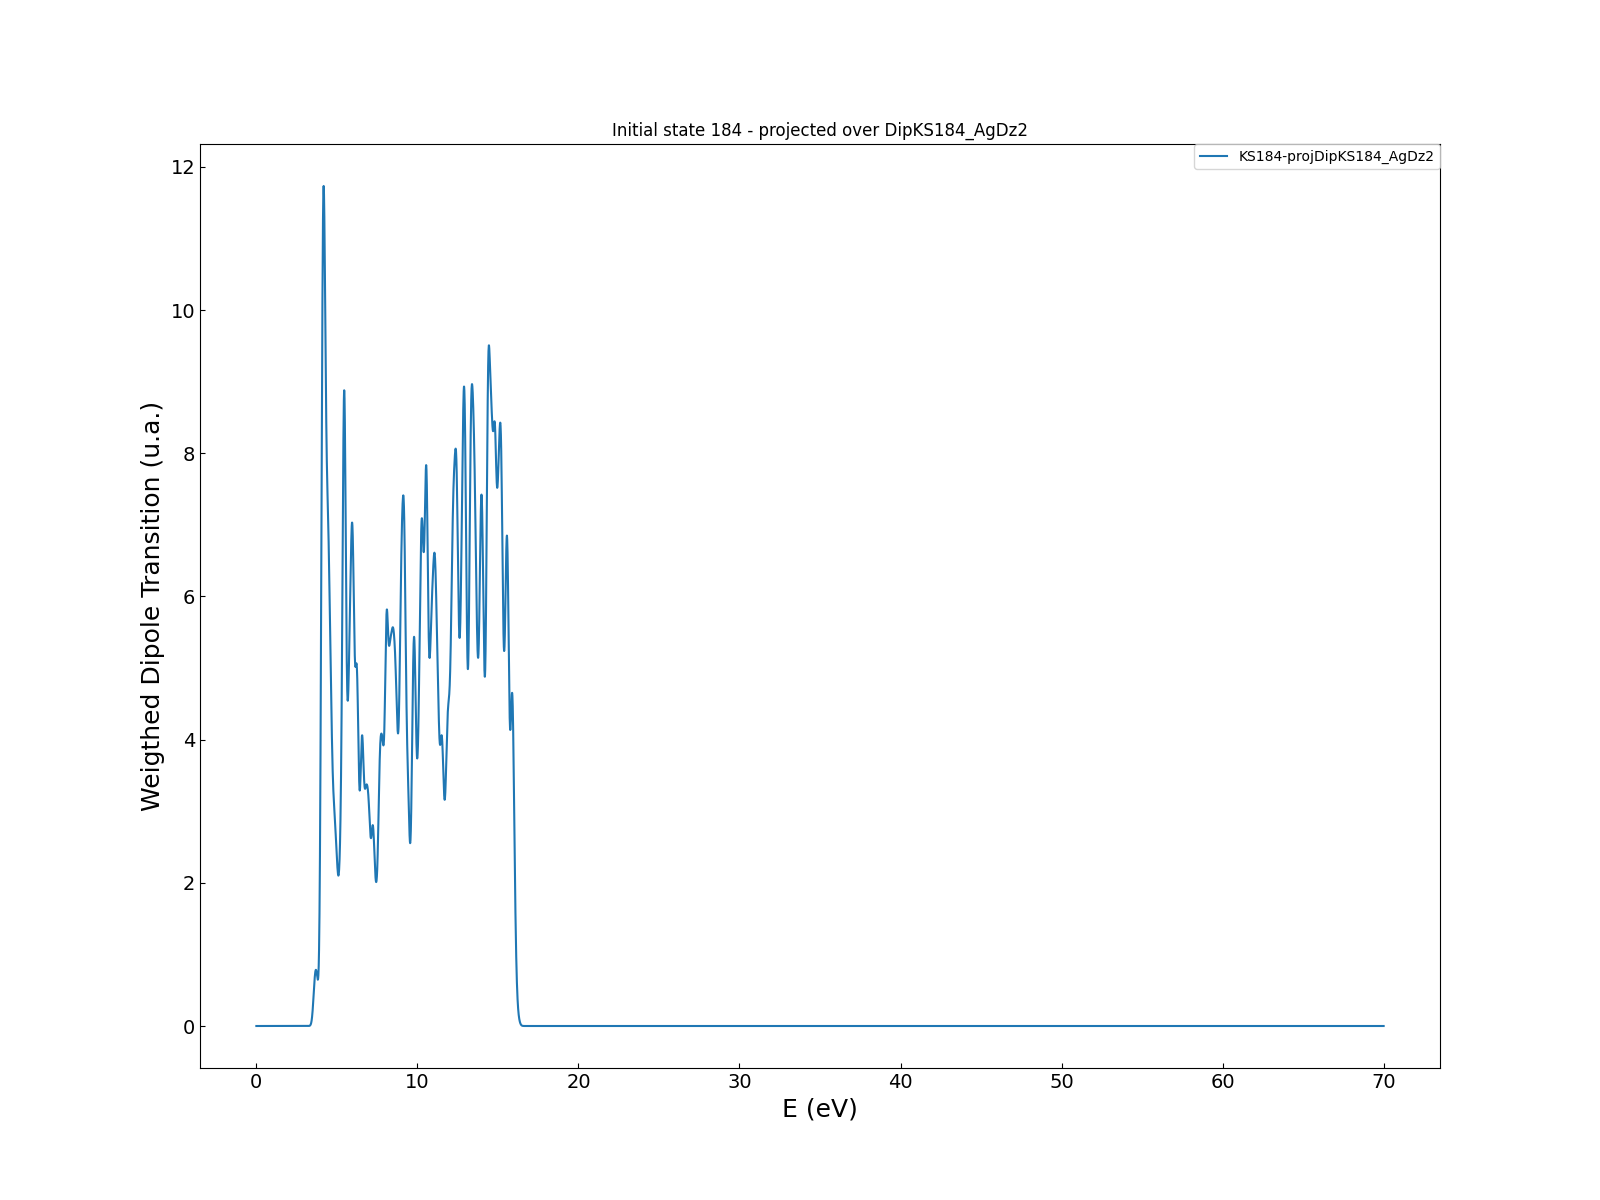 Initial state 184 - projected over DipKS184_AgDz2
KS184-projDipKS184_AgDz2
Weigthed Dipole Transition (u.a.)
12
10
8
6
4
2
0
0 10 20 30 40 50 60 70
E (eV)